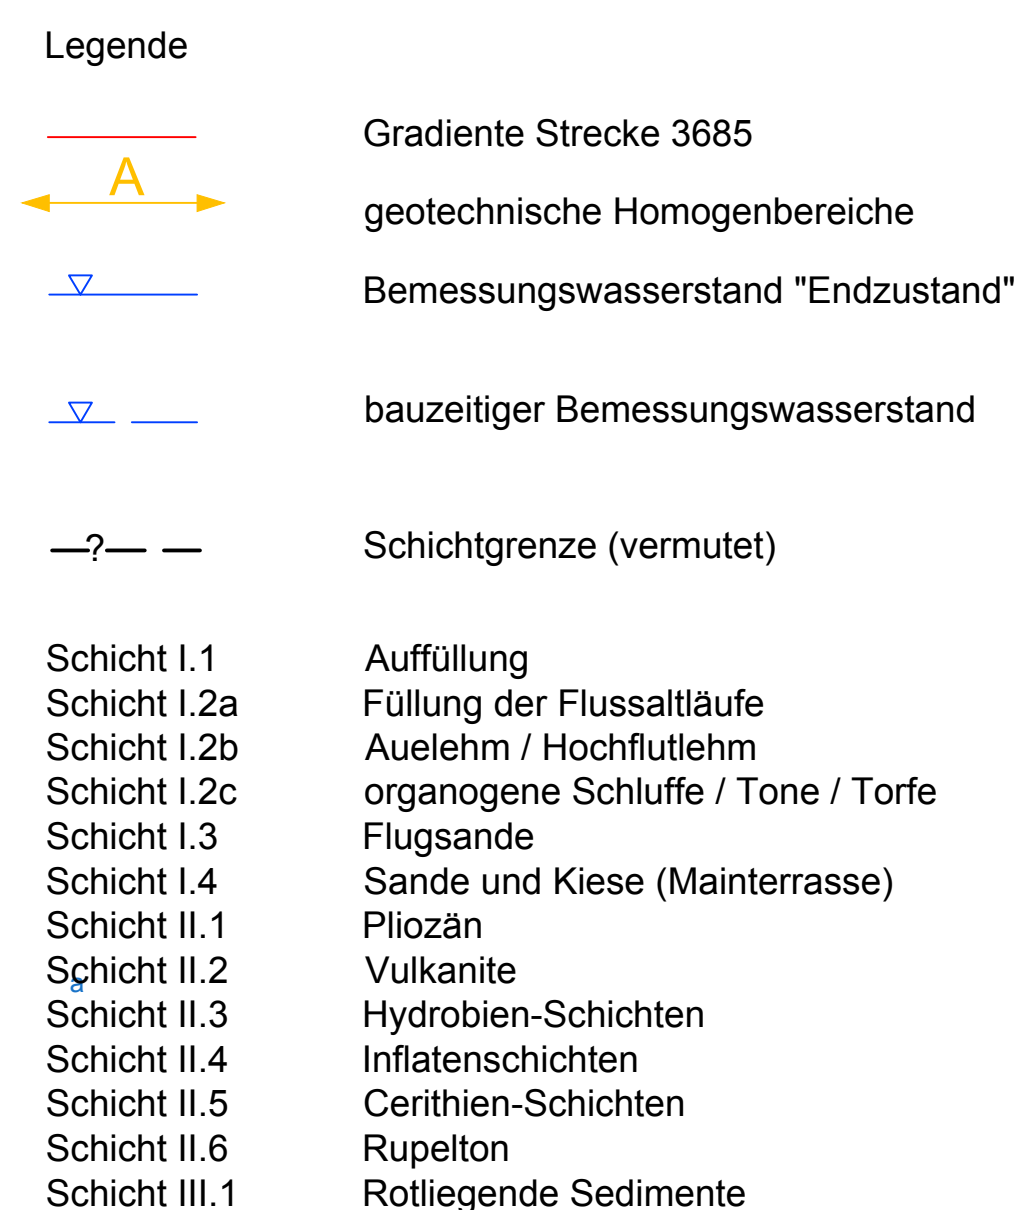 Legende
Gradiente Strecke 3685
A
geotechnische Homogenbereiche
Bemessungswasserstand "Endzustand"
bauzeitiger Bemessungswasserstand
? Schichtgrenze (vermutet)
Schicht I.1 Auffüllung
Schicht I.2a Füllung der Flussaltläufe
Schicht I.2b Auelehm / Hochflutlehm
Schicht I.2c organogene Schluffe / Tone / Torfe
Schicht I.3 Flugsande
Schicht I.4 Sande und Kiese (Mainterrasse)
Schicht II.1 Pliozän
Schicht II.2 Vulkanite
a
Schicht II.3 Hydrobien-Schichten
Schicht II.4 Inflatenschichten
Schicht II.5 Cerithien-Schichten
Schicht II.6 Rupelton
Schicht III.1 Rotliegende Sedimente